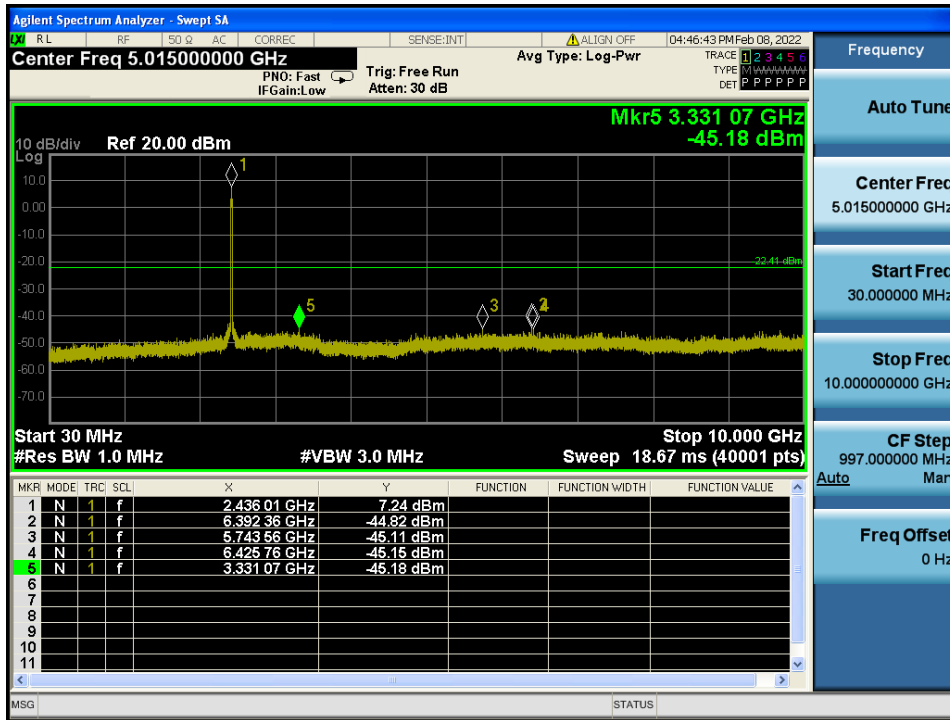 Agilent Spectrum Analyzer - Swept SA
LXI RL RF 50 Ω AC CORREC SENSE:INT ALIGN OFF 04:46:43 PM Feb 08, 2022
Center Freq 5.015000000 GHz
PNO: Fast
IFGain:Low
Trig: Free Run
Atten: 30 dB
Avg Type: Log-Pwr
TRACE 1 2 3 4 5 6
TYPE M
DET P P P P P P
Mkr5 3.331 07 GHz
-45.18 dBm
10 dB/div
Log
Ref 20.00 dBm
10.0
0.00
-10.0
-20.0
-30.0
-40.0
-50.0
-60.0
-70.0
1
5
3
-22.41 dBm
Start 30 MHz
#Res BW 1.0 MHz
#VBW 3.0 MHz
Stop 10.000 GHz
Sweep 18.67 ms (40001 pts)
MKR MODE TRC SCL X Y FUNCTION FUNCTION WIDTH FUNCTION VALUE
1 N 1 f 2.436 01 GHz 7.24 dBm
2 N 1 f 6.392 36 GHz -44.82 dBm
3 N 1 f 5.743 56 GHz -45.11 dBm
4 N 1 f 6.425 76 GHz -45.15 dBm
5 N 1 f 3.331 07 GHz -45.18 dBm
6
7
8
9
10
11
MSG
STATUS
Frequency
Auto Tune
Center Freq
5.015000000 GHz
Start Freq
30.000000 MHz
Stop Freq
10.000000000 GHz
CF Step
997.000000 MHz
Auto Man
Freq Offset
0 Hz